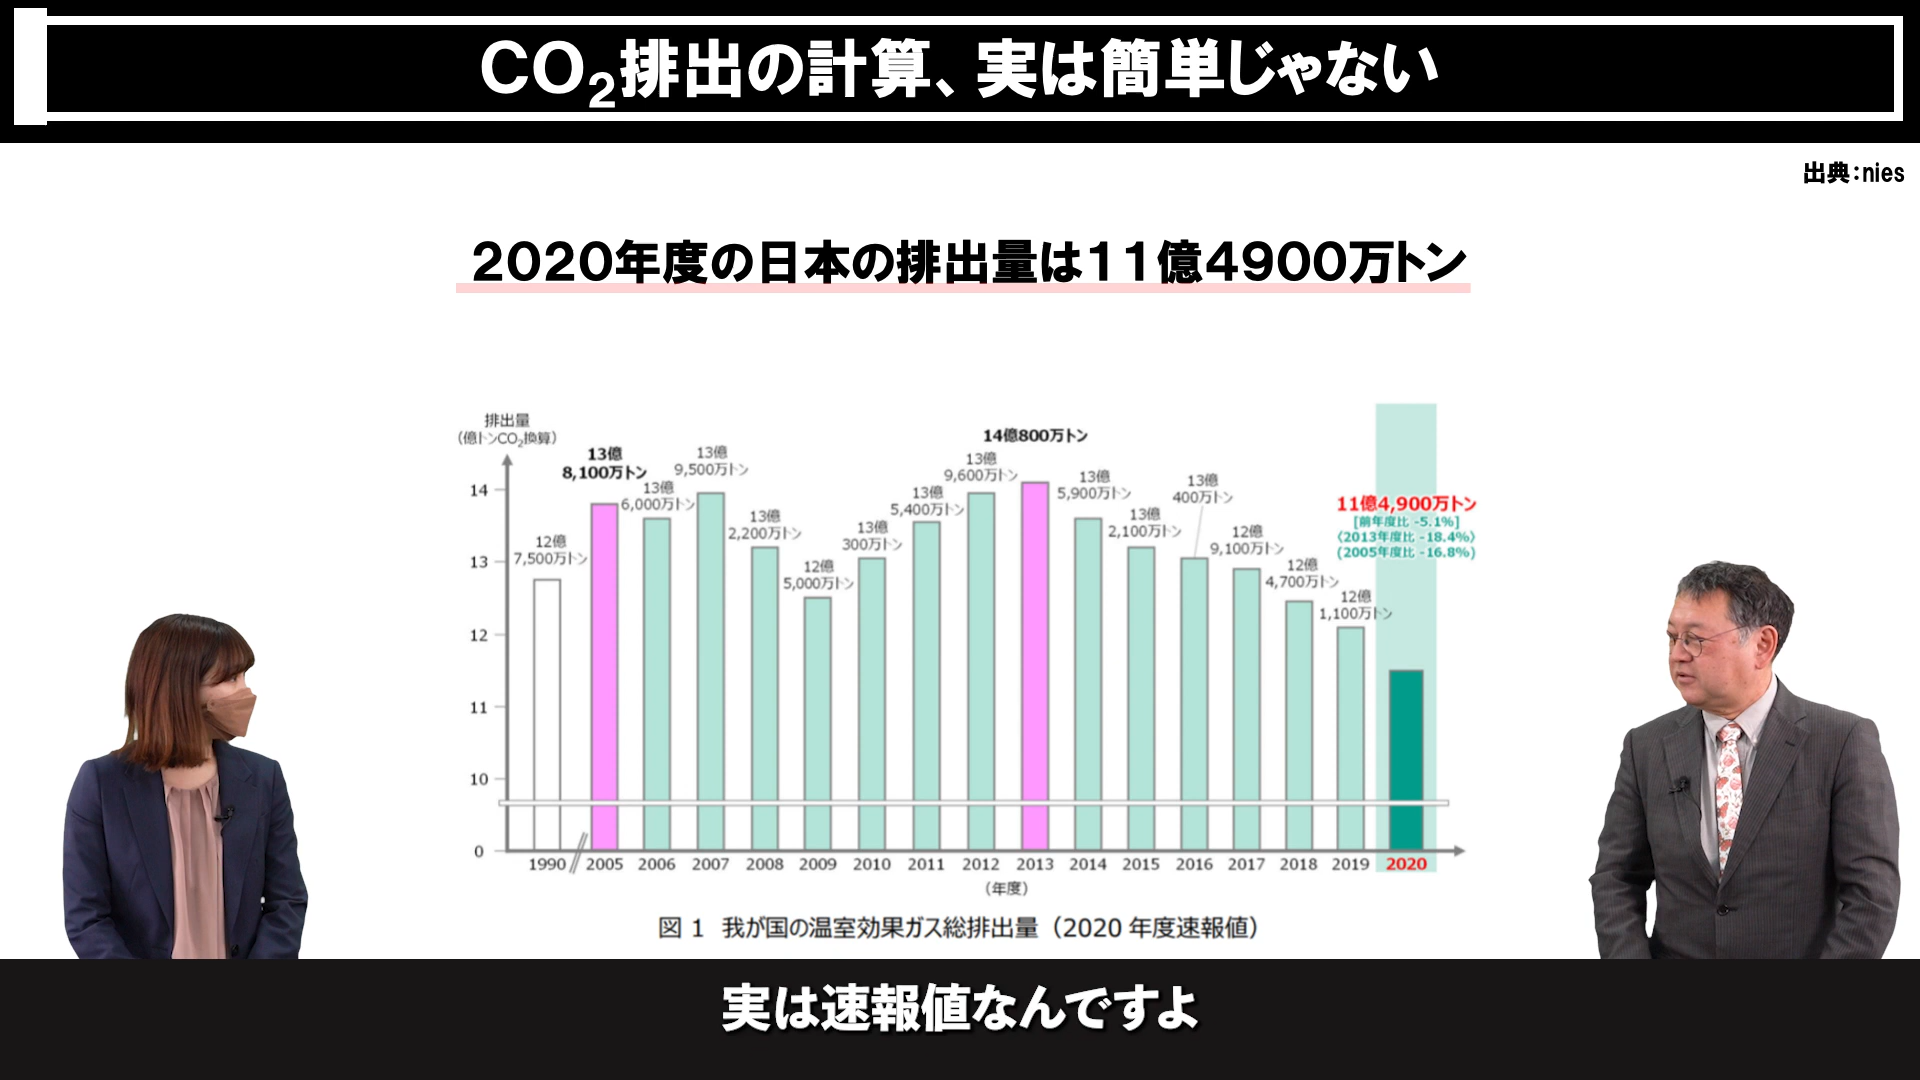 CO₂排出の計算、実は簡単じゃない
出典：nies
2020年度の日本の排出量は11億4900万トン
排出量
（億トンCO₂換算）
14
13
12
11
10
0
12億
7,500万トン
13億
8,100万トン
13億
6,000万トン
13億
9,500万トン
13億
2,200万トン
12億
5,000万トン
13億
300万トン
13億
5,400万トン
13億
9,600万トン
14億800万トン
13億
5,900万トン
13億
2,100万トン
13億
400万トン
12億
9,100万トン
12億
4,700万トン
12億
1,100万トン
11億4,900万トン
[前年度比 -5.1%]
〈2013年度比 -18.4%〉
(2005年度比 -16.8%)
1990 2005 2006 2007 2008 2009 2010 2011 2012 2013 2014 2015 2016 2017 2018 2019 2020
（年度）
図 1 我が国の温室効果ガス総排出量（2020 年度速報値）
実は速報値なんですよ